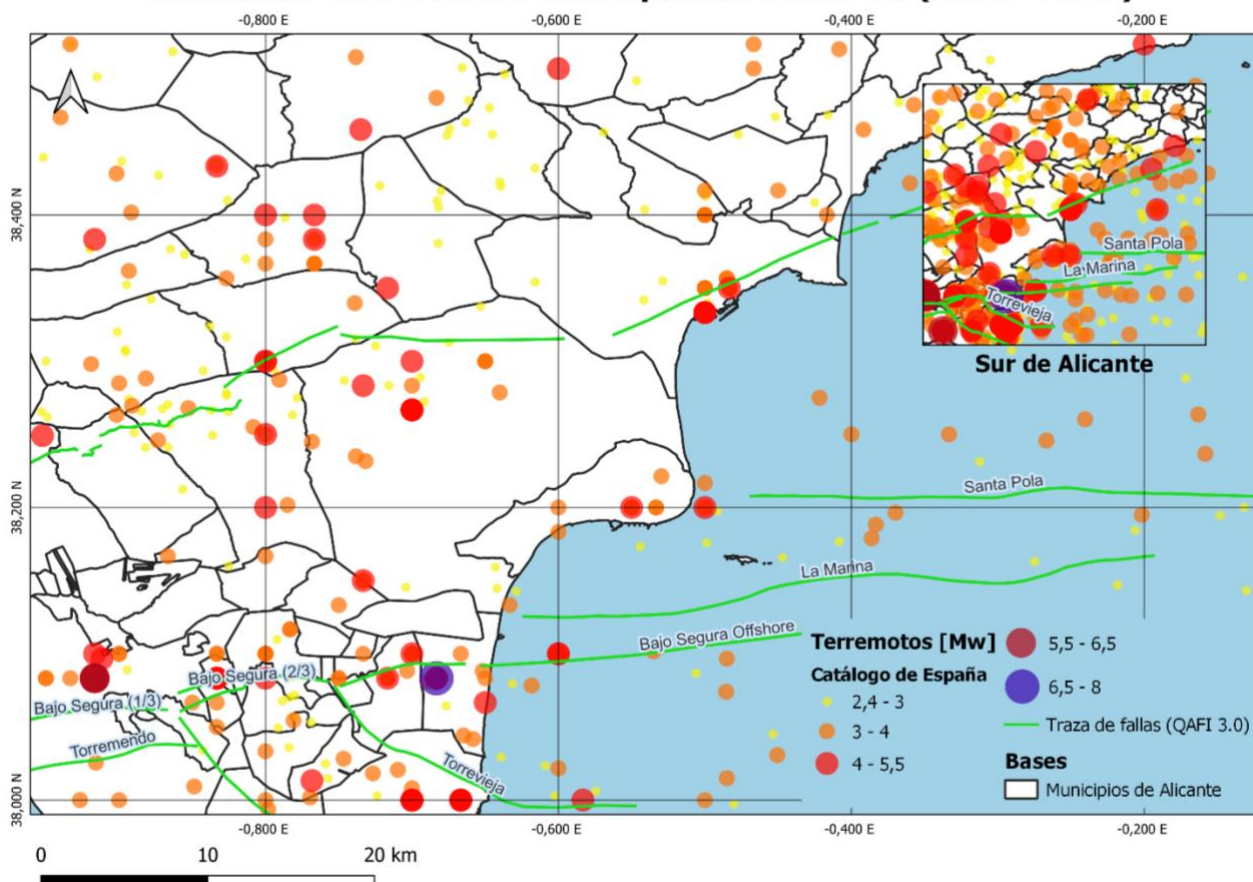 -0,800 E -0,600 E -0,400 E -0,200 E
38,400 N
38,200 N
38,000 N
Santa Pola
La Marina
Torrevieja
Sur de Alicante
Santa Pola
La Marina
Bajo Segura Offshore
Bajo Segura (2/3)
Bajo Segura (1/3)
Torremendo
Torrevieja
Terremotos [Mw]
Catálogo de España
2,4 - 3
3 - 4
4 - 5,5
5,5 - 6,5
6,5 - 8
Traza de fallas (QAFI 3.0)
Bases
Municipios de Alicante
-0,800 E -0,600 E -0,400 E -0,200 E
0 10 20 km